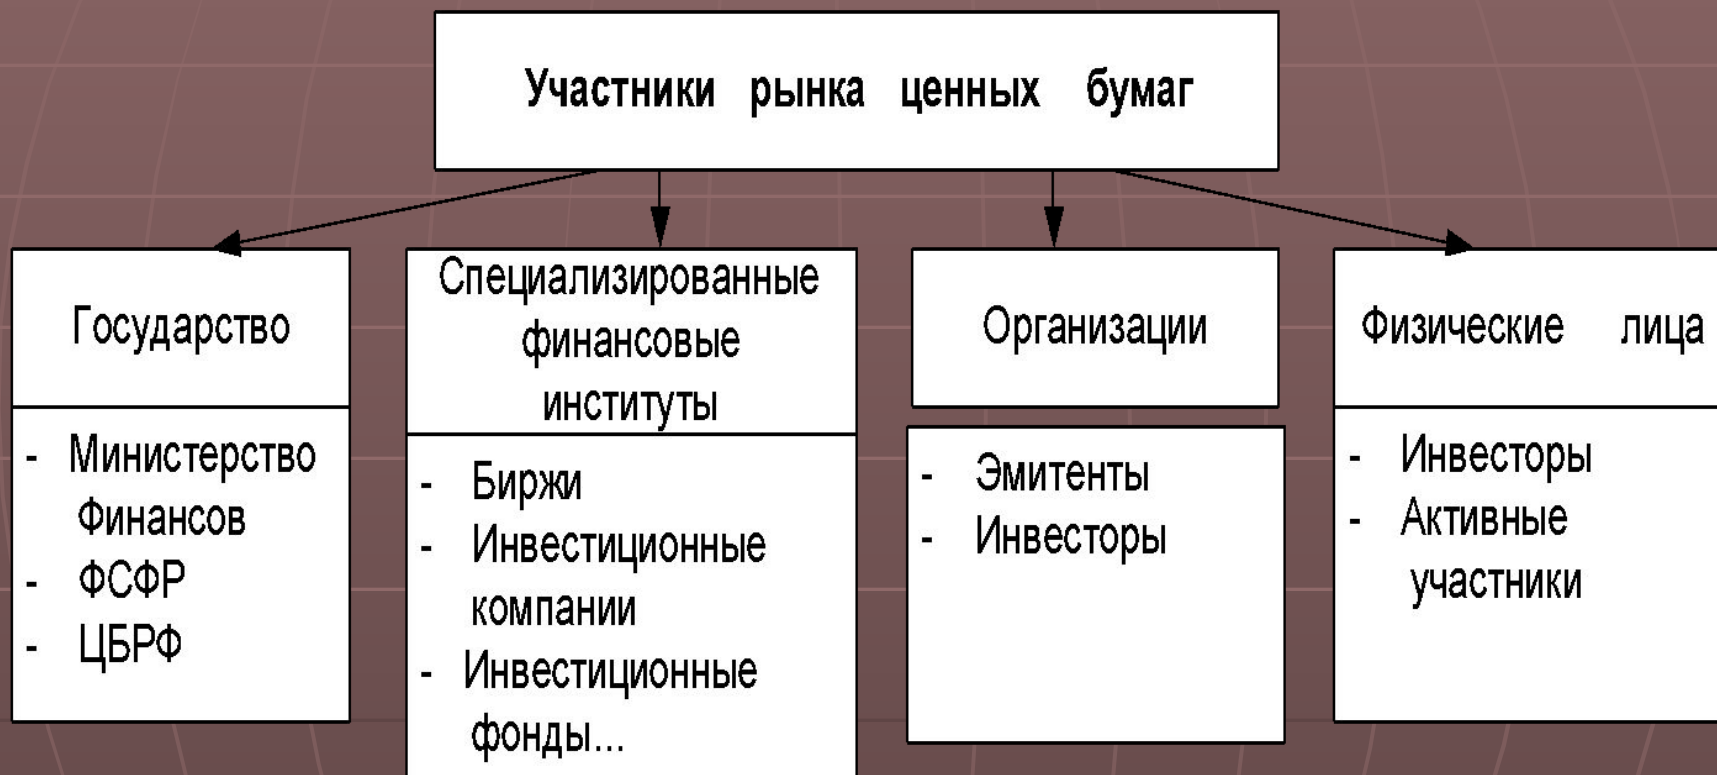 Участники рынка ценных бумаг
Государство
- Министерство
Финансов
- ФСФР
- ЦБРФ
Специализированные
финансовые
институты
- Биржи
- Инвестиционные
компании
- Инвестиционные
фонды...
Организации
- Эмитенты
- Инвесторы
Физические лица
- Инвесторы
- Активные
участники